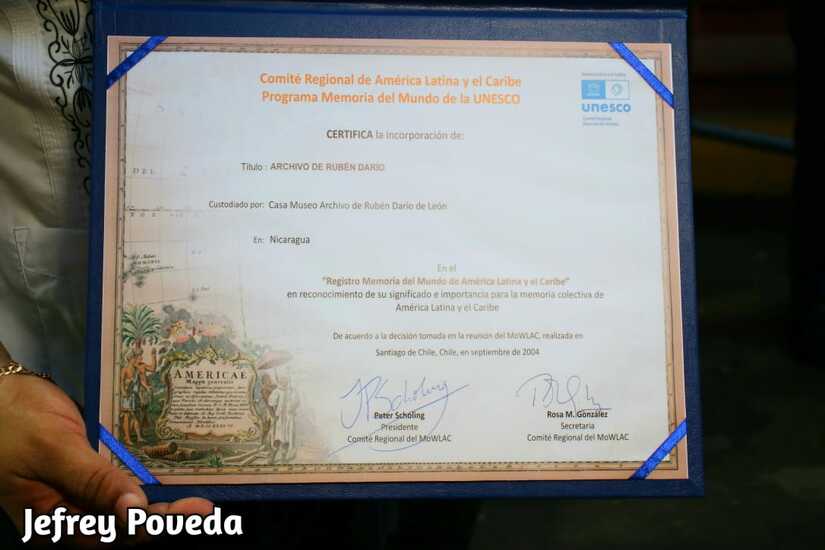 Comité Regional de América Latina y el Caribe
Programa Memoria del Mundo de la UNESCO
unesco
CERTIFICA la incorporación de:
Título : ARCHIVO DE RUBÉN DARÍO
Custodiado por: Casa Museo Archivo de Rubén Darío de León
En: Nicaragua
En el
"Registro Memoria del Mundo de América Latina y el Caribe"
en reconocimiento de su significado e importancia para la memoria colectiva de
América Latina y el Caribe
De acuerdo a la decisión tomada en la reunión del MoWLAC, realizada en
Santiago de Chile, Chile, en septiembre de 2004
AMERICAE
Peter Schöling
Presidente
Comité Regional del MoWLAC
Rosa M. González
Secretaria
Comité Regional del MoWLAC
Jefrey Poveda